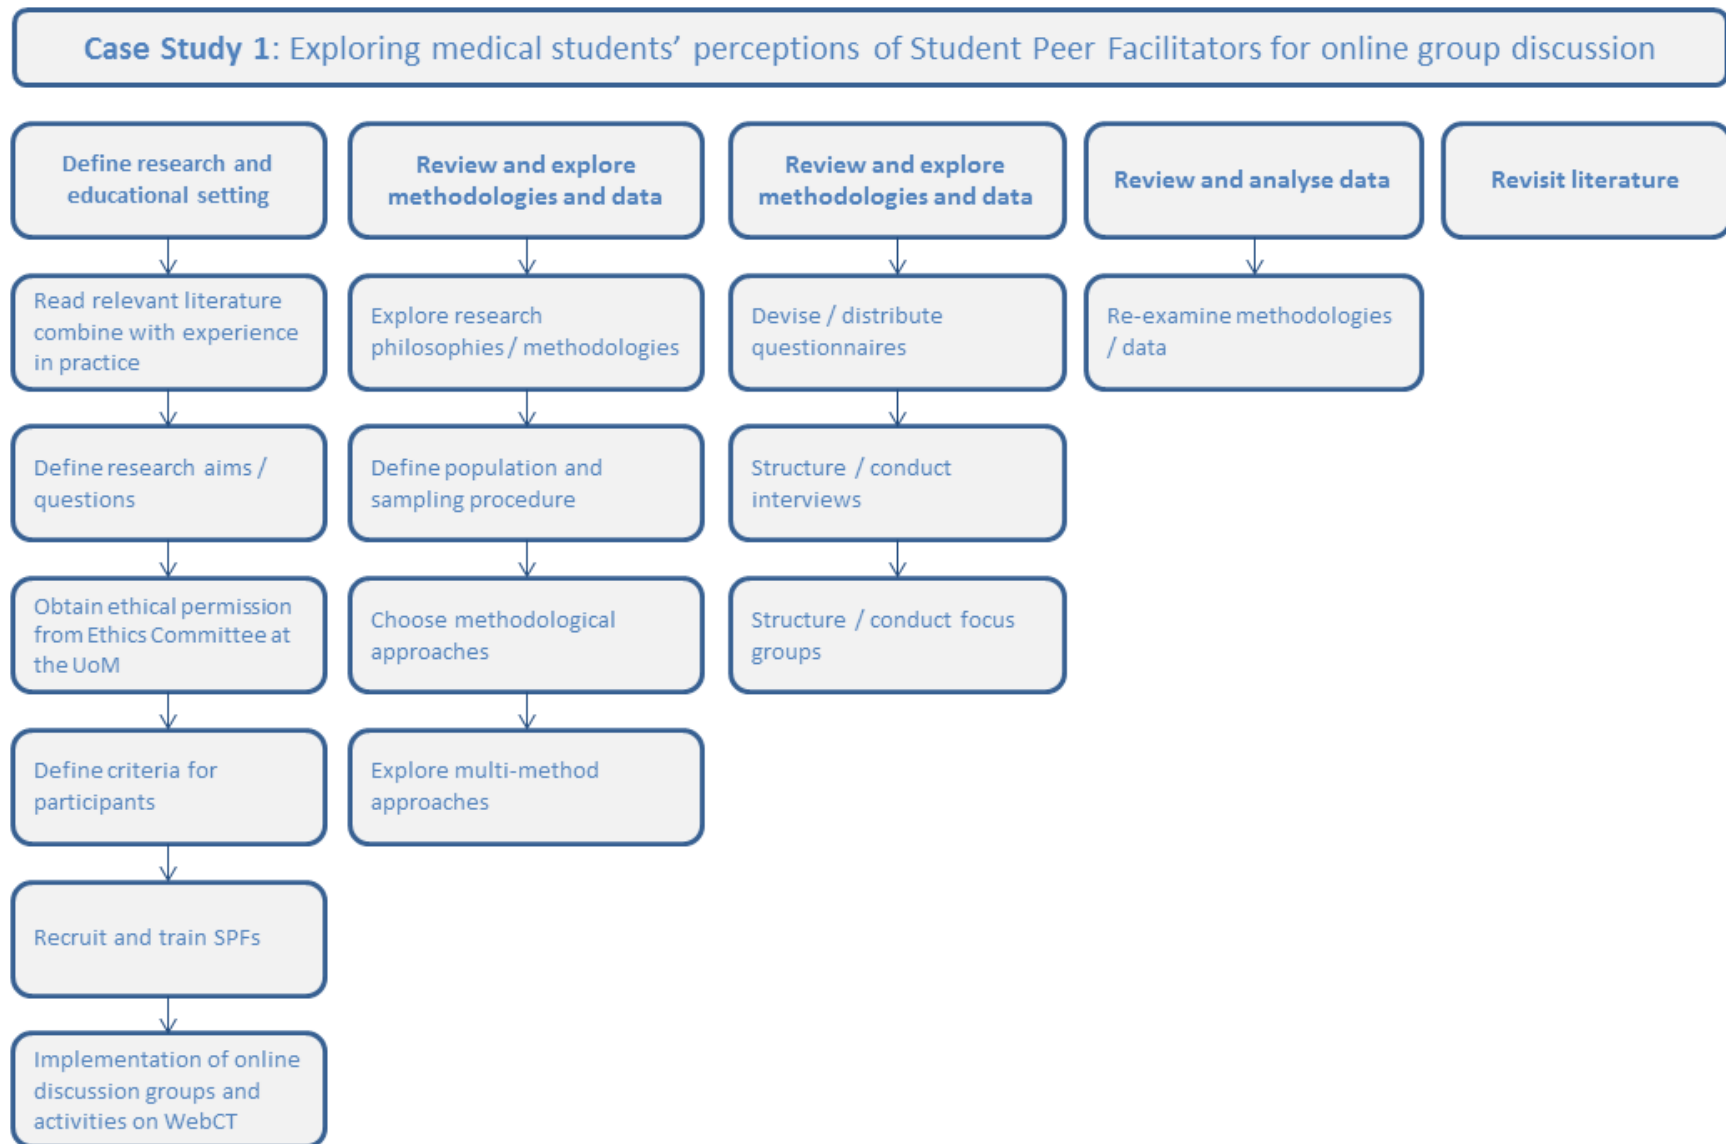 Case Study 1: Exploring medical students’ perceptions of Student Peer Facilitators for online group discussion
Define research and
educational setting
Read relevant literature
combine with experience
in practice
Define research aims /
questions
Obtain ethical permission
from Ethics Committee at
the UoM
Define criteria for
participants
Recruit and train SPFs
Implementation of online
discussion groups and
activities on WebCT
Review and explore
methodologies and data
Explore research
philosophies / methodologies
Define population and
sampling procedure
Choose methodological
approaches
Explore multi-method
approaches
Review and explore
methodologies and data
Devise / distribute
questionnaires
Structure / conduct
interviews
Structure / conduct focus
groups
Review and analyse data
Re-examine methodologies
/ data
Revisit literature